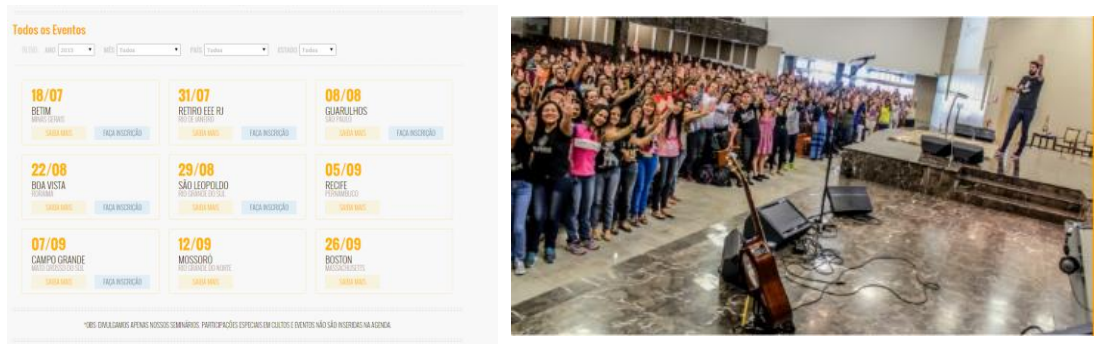 Todos os Eventos
ANO 2015 MÊS Todos PAÍS Todos ESTADO Todos
18/07
BETIM
MINAS GERAIS
SAIBA MAIS FAÇA INSCRIÇÃO
31/07
RETIRO EEE RJ
RIO DE JANEIRO
SAIBA MAIS FAÇA INSCRIÇÃO
08/08
GUARULHOS
SÃO PAULO
SAIBA MAIS FAÇA INSCRIÇÃO
22/08
BOA VISTA
RORAIMA
SAIBA MAIS FAÇA INSCRIÇÃO
29/08
SÃO LEOPOLDO
RIO GRANDE DO SUL
SAIBA MAIS FAÇA INSCRIÇÃO
05/09
RECIFE
PERNAMBUCO
SAIBA MAIS
07/09
CAMPO GRANDE
MATO GROSSO DO SUL
SAIBA MAIS FAÇA INSCRIÇÃO
12/09
MOSSORÓ
RIO GRANDE DO NORTE
SAIBA MAIS
26/09
BOSTON
MASSACHUSETTS
SAIBA MAIS
*OBS: DIVULGAMOS APENAS NOSSOS SEMINÁRIOS. PARTICIPAÇÕES ESPECIAIS EM CULTOS E EVENTOS NÃO SÃO INSERIDAS NA AGENDA.